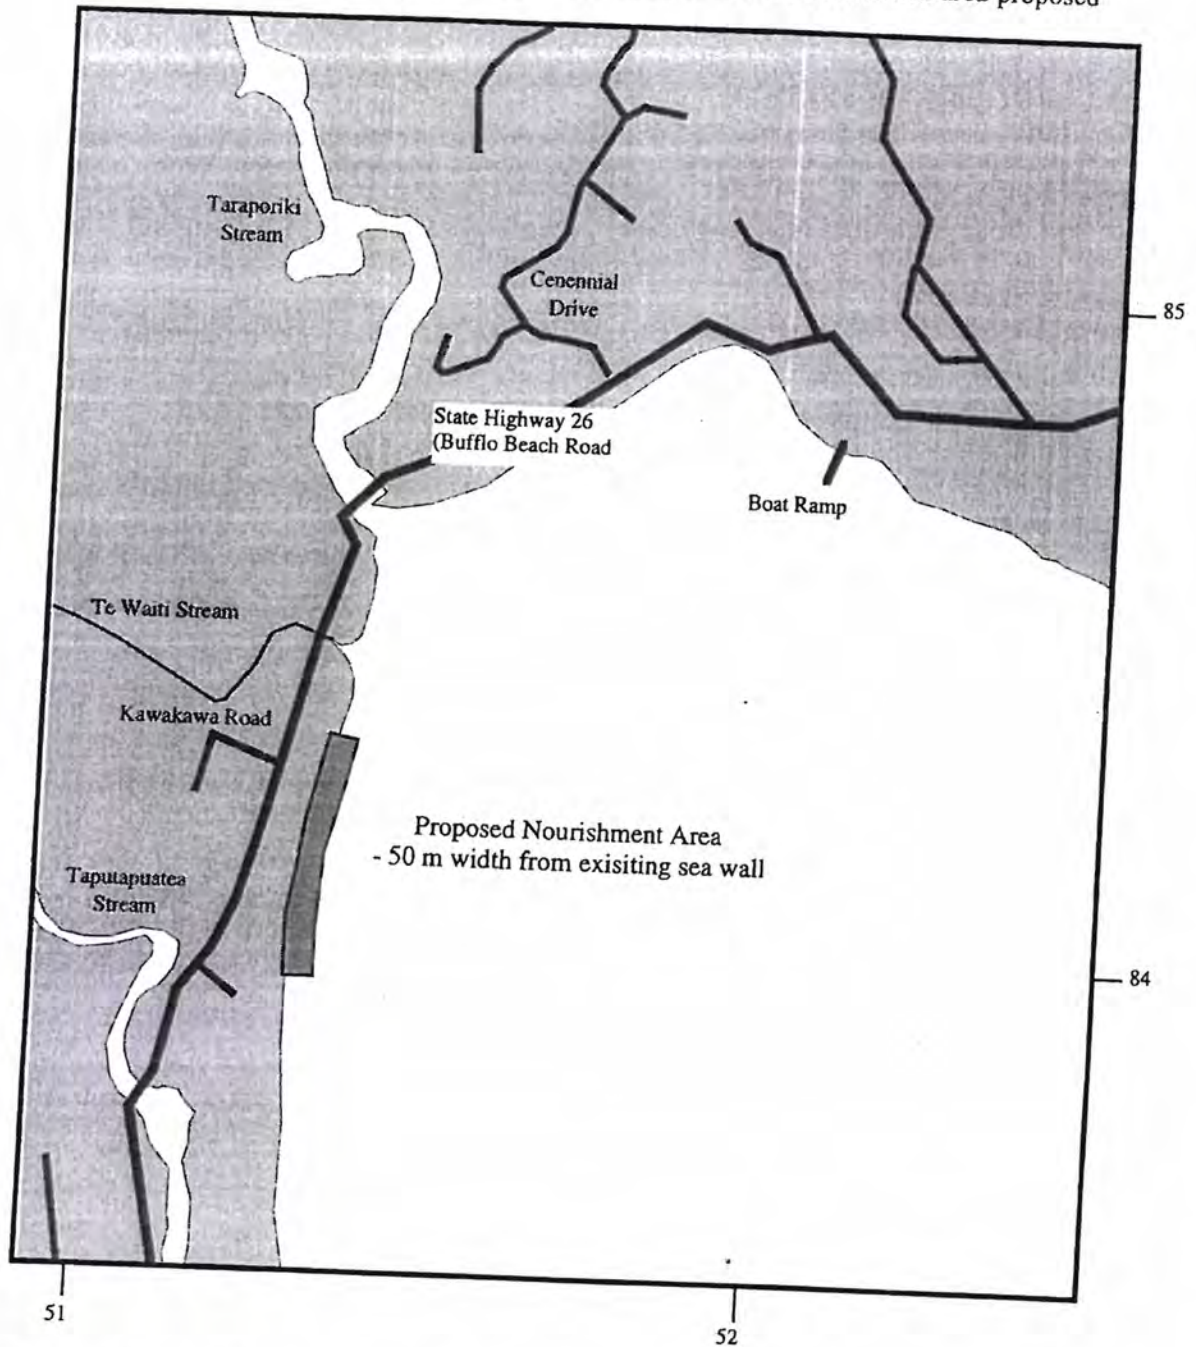 proposed
Taraporiki
Stream
Cenennial
Drive
85
State Highway 26
(Bufflo Beach Road
Boat Ramp
Te Waiti Stream
Kawakawa Road
Proposed Nourishment Area
- 50 m width from exisiting sea wall
Taputapuatea
Stream
84
51
52